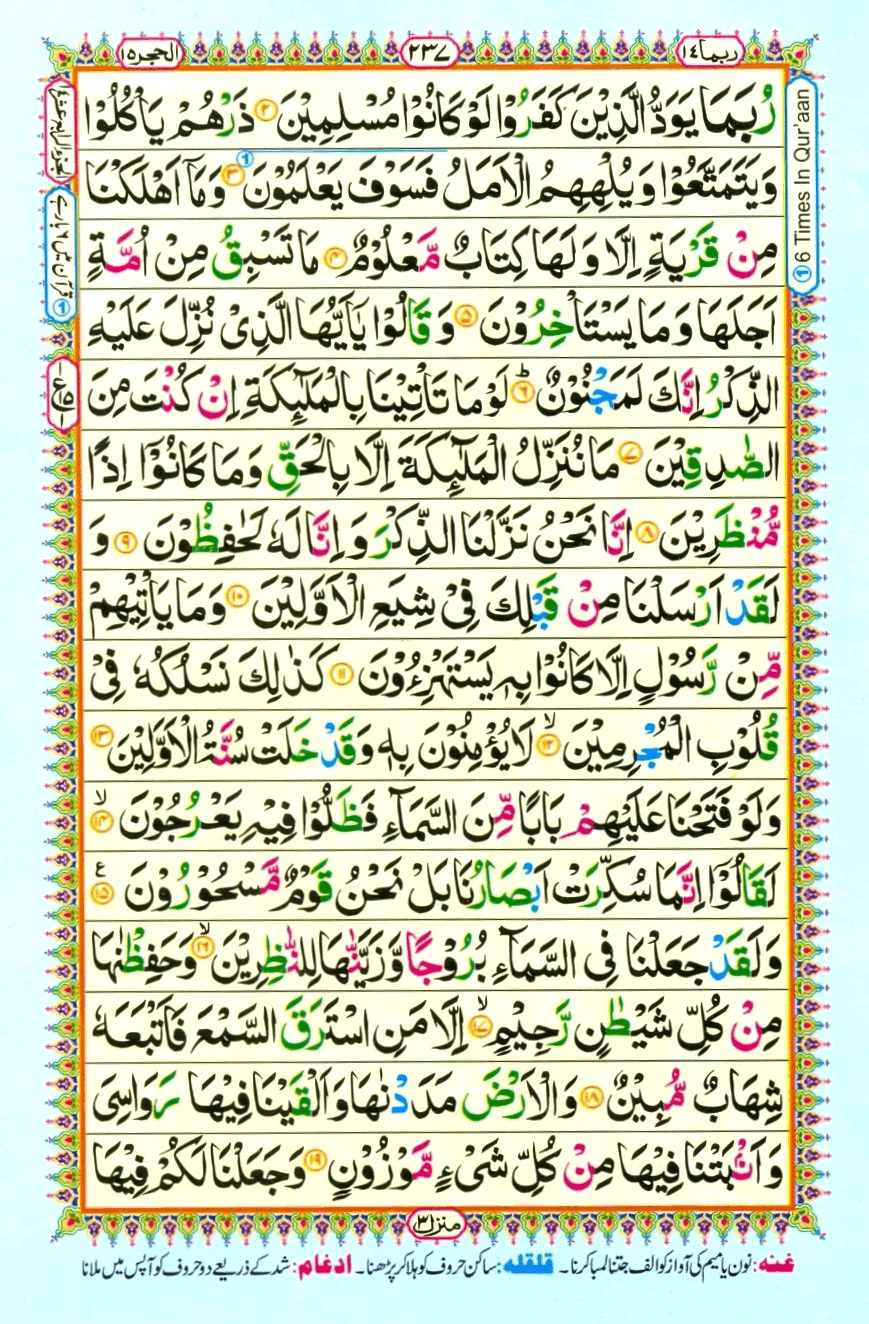 ربما ١٤ ٢٣٧ الحجر ١٥
رُبَمَا يَوَدُّ الَّذِيْنَ كَفَرُوْا لَوْ كَانُوْا مُسْلِمِيْنَ ۝٢ ذَرْهُمْ يَاْكُلُوْا
وَيَتَمَتَّعُوْا وَيُلْهِهِمُ الْاَمَلُ فَسَوْفَ يَعْلَمُوْنَ ۝٣ وَمَاۤ اَهْلَكْنَا
مِنْ قَرْيَةٍ اِلَّا وَلَهَا كِتَابٌ مَّعْلُوْمٌ ۝٤ مَا تَسْبِقُ مِنْ اُمَّةٍ
اَجَلَهَا وَمَا يَسْتَاْخِرُوْنَ ۝٥ وَقَالُوْا يٰۤاَيُّهَا الَّذِيْ نُزِّلَ عَلَيْهِ
الذِّكْرُ اِنَّكَ لَمَجْنُوْنٌ ؕ۝٦ لَوْ مَا تَاْتِيْنَا بِالْمَلٰٓئِكَةِ اِنْ كُنْتَ مِنَ
الصّٰدِقِيْنَ ۝٧ مَا نُنَزِّلُ الْمَلٰٓئِكَةَ اِلَّا بِالْحَقِّ وَمَا كَانُوْۤا اِذًا
مُّنْظَرِيْنَ ۝٨ اِنَّا نَحْنُ نَزَّلْنَا الذِّكْرَ وَاِنَّا لَهٗ لَحٰفِظُوْنَ ۝٩ وَ
لَقَدْ اَرْسَلْنَا مِنْ قَبْلِكَ فِيْ شِيَعِ الْاَوَّلِيْنَ ۝١٠ وَمَا يَاْتِيْهِمْ
مِّنْ رَّسُوْلٍ اِلَّا كَانُوْا بِهٖ يَسْتَهْزِءُوْنَ ۝١١ كَذٰلِكَ نَسْلُكُهٗ فِيْ
قُلُوْبِ الْمُجْرِمِيْنَ ۙ۝١٢ لَا يُؤْمِنُوْنَ بِهٖ وَقَدْ خَلَتْ سُنَّةُ الْاَوَّلِيْنَ ۝١٣
وَلَوْ فَتَحْنَا عَلَيْهِمْ بَابًا مِّنَ السَّمَآءِ فَظَلُّوْا فِيْهِ يَعْرُجُوْنَ ۙ۝١٤
لَقَالُوْۤا اِنَّمَا سُكِّرَتْ اَبْصَارُنَا بَلْ نَحْنُ قَوْمٌ مَّسْحُوْرُوْنَ ۝١٥ ع
وَلَقَدْ جَعَلْنَا فِي السَّمَآءِ بُرُوْجًا وَّزَيَّنّٰهَا لِلنّٰظِرِيْنَ ۙ۝١٦ وَحَفِظْنٰهَا
مِنْ كُلِّ شَيْطٰنٍ رَّجِيْمٍ ۙ۝١٧ اِلَّا مَنِ اسْتَرَقَ السَّمْعَ فَاَتْبَعَهٗ
شِهَابٌ مُّبِيْنٌ ۝١٨ وَالْاَرْضَ مَدَدْنٰهَا وَاَلْقَيْنَا فِيْهَا رَوَاسِيَ
وَاَنْۢبَتْنَا فِيْهَا مِنْ كُلِّ شَيْءٍ مَّوْزُوْنٍ ۝١٩ وَجَعَلْنَا لَكُمْ فِيْهَا
منزل ٣
غنه: نون یا میم کی آواز کو الف جتنا لمبا کرنا۔ قلقله: ساکن حروف کو ہلا کر پڑھنا۔ ادغام: شد کے ذریعے دو حروف کو آپس میں ملانا
① 6 Times In Qur'aan